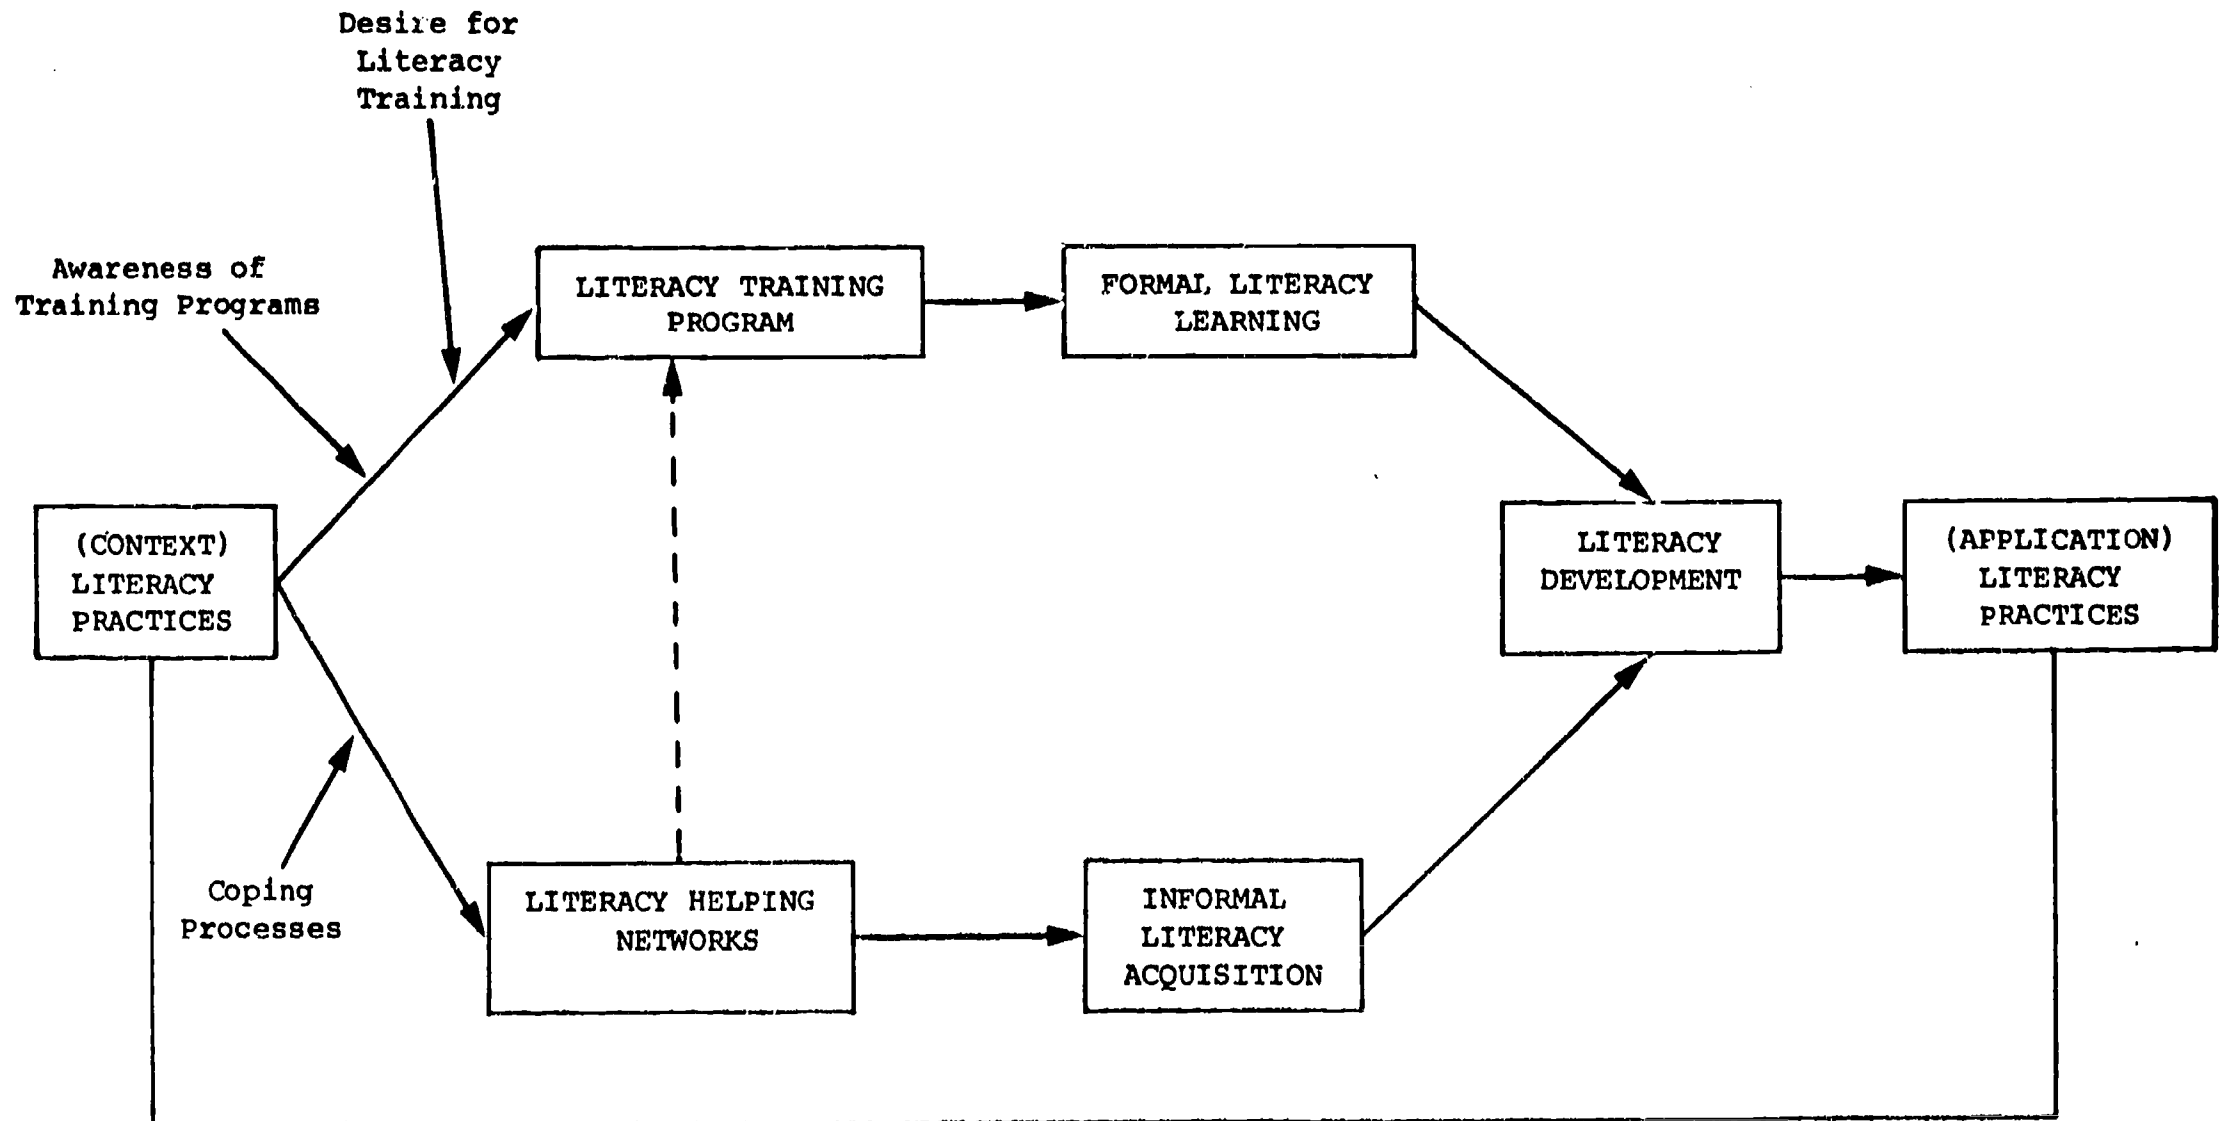 Desire for
Literacy
Training
Awareness of
Training Programs
LITERACY TRAINING
PROGRAM
FORMAL LITERACY
LEARNING
(CONTEXT)
LITERACY
PRACTICES
LITERACY
DEVELOPMENT
(APPLICATION)
LITERACY
PRACTICES
Coping
Processes
LITERACY HELPING
NETWORKS
INFORMAL
LITERACY
ACQUISITION